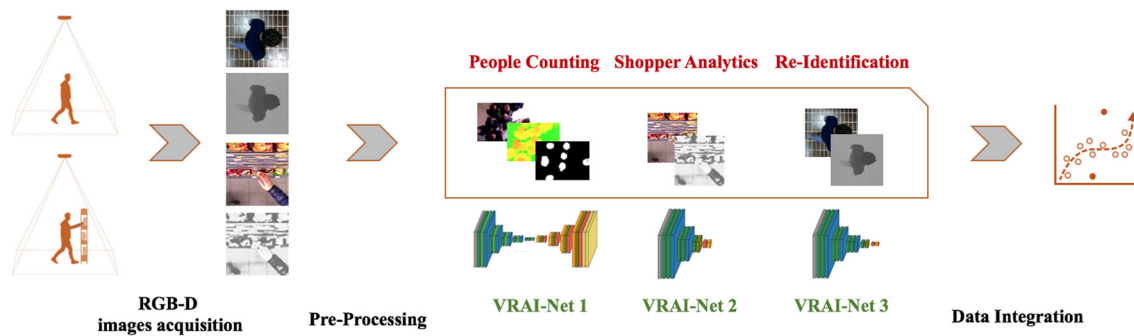 People Counting
Shopper Analytics
Re-Identification
VRAI-Net 1
VRAI-Net 2
VRAI-Net 3
RGB-D
images acquisition
Pre-Processing
Data Integration